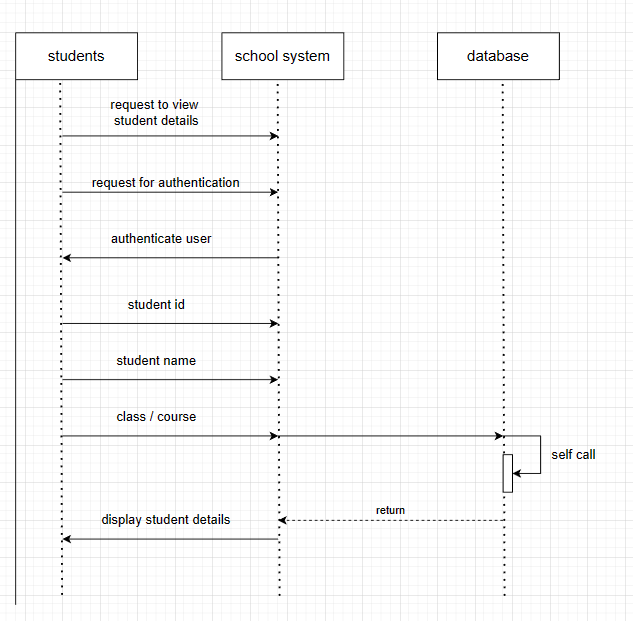 students
school system
database
request to view
student details
request for authentication
authenticate user
student id
student name
class / course
self call
return
display student details